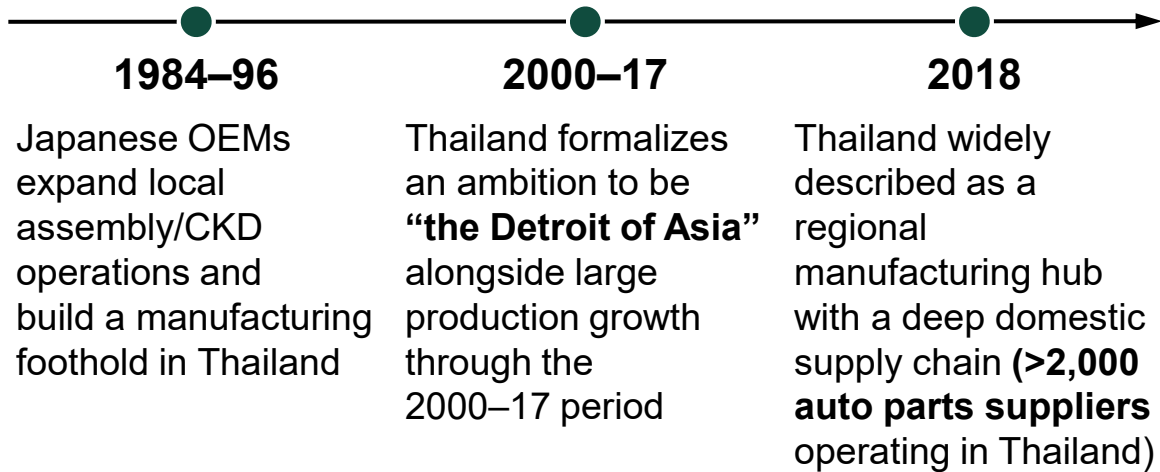 1984–96
Japanese OEMs
expand local
assembly/CKD
operations and
build a manufacturing
foothold in Thailand
2000–17
Thailand formalizes
an ambition to be
“the Detroit of Asia”
alongside large
production growth
through the
2000–17 period
2018
Thailand widely
described as a
regional
manufacturing hub
with a deep domestic
supply chain (>2,000
auto parts suppliers
operating in Thailand)